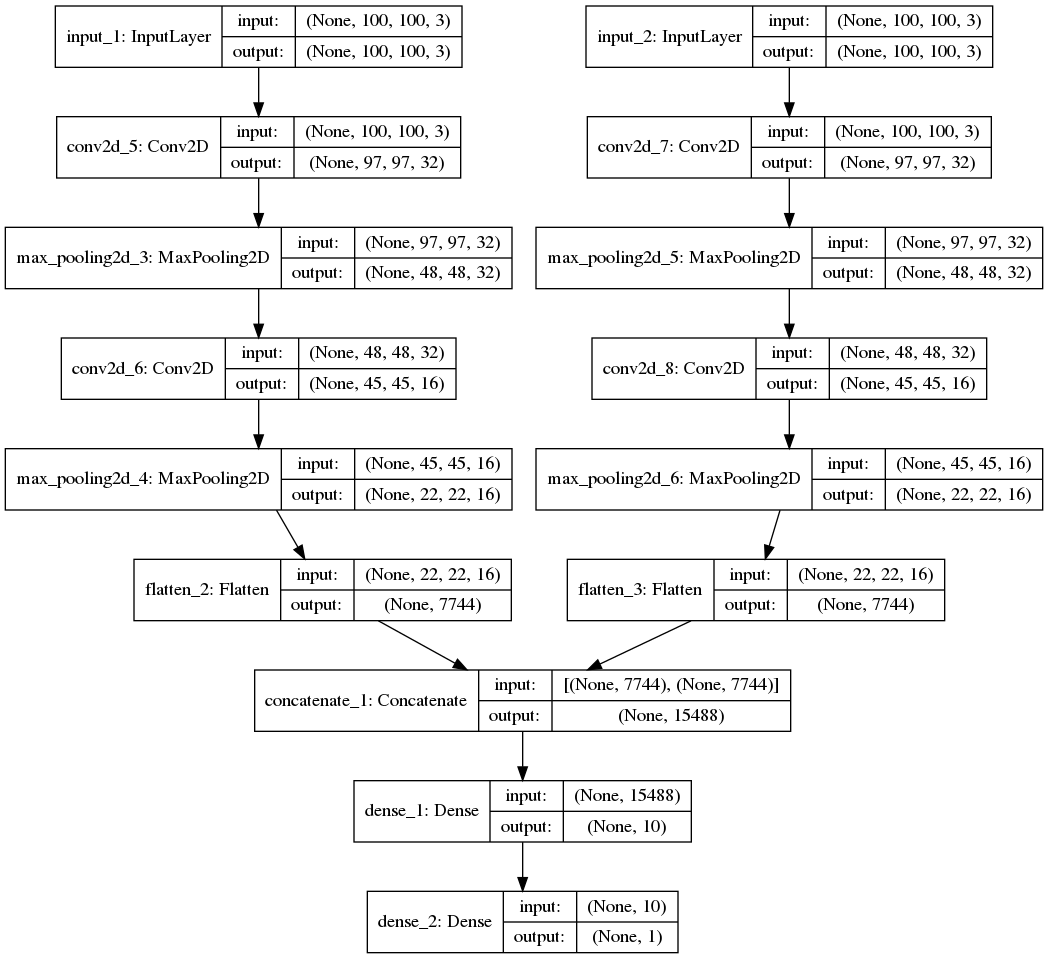 input_1: InputLayer
input: (None, 100, 100, 3)
output: (None, 100, 100, 3)
input_2: InputLayer
input: (None, 100, 100, 3)
output: (None, 100, 100, 3)
conv2d_5: Conv2D
input: (None, 100, 100, 3)
output: (None, 97, 97, 32)
conv2d_7: Conv2D
input: (None, 100, 100, 3)
output: (None, 97, 97, 32)
max_pooling2d_3: MaxPooling2D
input: (None, 97, 97, 32)
output: (None, 48, 48, 32)
max_pooling2d_5: MaxPooling2D
input: (None, 97, 97, 32)
output: (None, 48, 48, 32)
conv2d_6: Conv2D
input: (None, 48, 48, 32)
output: (None, 45, 45, 16)
conv2d_8: Conv2D
input: (None, 48, 48, 32)
output: (None, 45, 45, 16)
max_pooling2d_4: MaxPooling2D
input: (None, 45, 45, 16)
output: (None, 22, 22, 16)
max_pooling2d_6: MaxPooling2D
input: (None, 45, 45, 16)
output: (None, 22, 22, 16)
flatten_2: Flatten
input: (None, 22, 22, 16)
output: (None, 7744)
flatten_3: Flatten
input: (None, 22, 22, 16)
output: (None, 7744)
concatenate_1: Concatenate
input: [(None, 7744), (None, 7744)]
output: (None, 15488)
dense_1: Dense
input: (None, 15488)
output: (None, 10)
dense_2: Dense
input: (None, 10)
output: (None, 1)